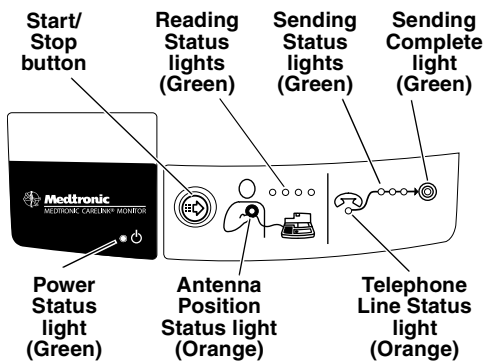 Start/
Stop
button
Reading
Status
lights
(Green)
Sending
Status
lights
(Green)
Sending
Complete
light
(Green)
Medtronic
MEDTRONIC CARELINK® MONITOR
Power
Status
light
(Green)
Antenna
Position
Status light
(Orange)
Telephone
Line Status
light
(Orange)